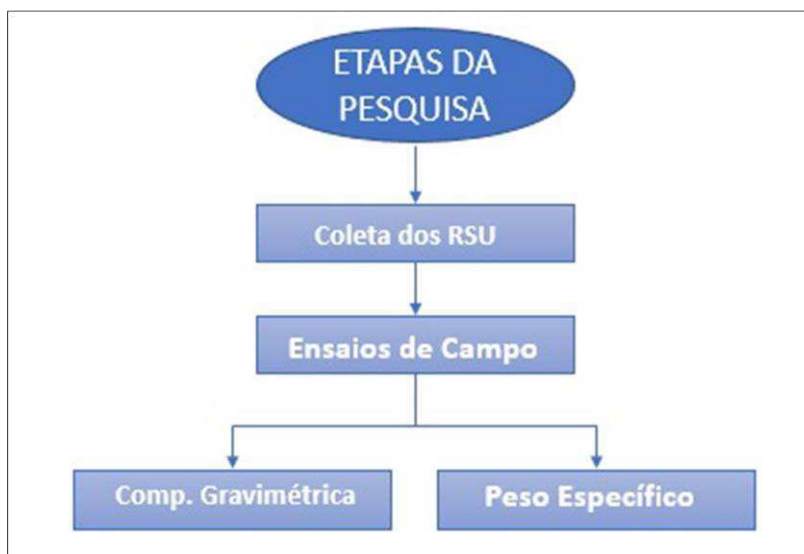 ETAPAS DA
PESQUISA
Coleta dos RSU
Ensaios de Campo
Comp. Gravimétrica
Peso Específico